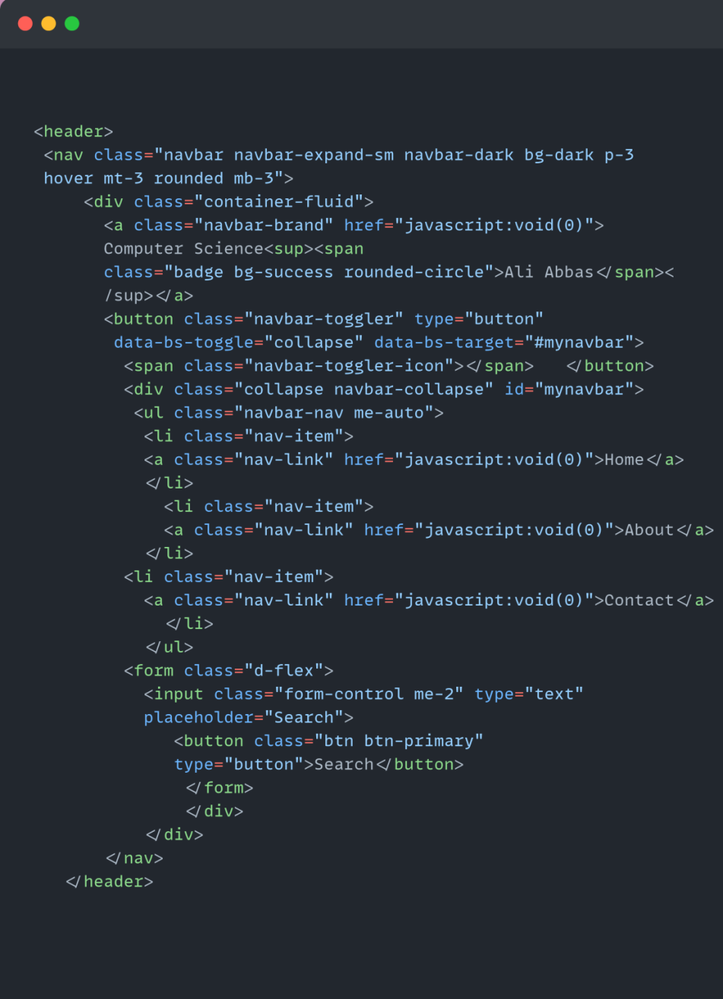 <header>
<nav class="navbar navbar-expand-sm navbar-dark bg-dark p-3
hover mt-3 rounded mb-3">
<div class="container-fluid">
<a class="navbar-brand" href="javascript:void(0)">
Computer Science<sup><span
class="badge bg-success rounded-circle">Ali Abbas</span><
/sup></a>
<button class="navbar-toggler" type="button"
data-bs-toggle="collapse" data-bs-target="#mynavbar">
<span class="navbar-toggler-icon"></span>   </button>
<div class="collapse navbar-collapse" id="mynavbar">
<ul class="navbar-nav me-auto">
<li class="nav-item">
<a class="nav-link" href="javascript:void(0)">Home</a>
</li>
<li class="nav-item">
<a class="nav-link" href="javascript:void(0)">About</a>
</li>
<li class="nav-item">
<a class="nav-link" href="javascript:void(0)">Contact</a>
</li>
</ul>
<form class="d-flex">
<input class="form-control me-2" type="text"
placeholder="Search">
<button class="btn btn-primary"
type="button">Search</button>
</form>
</div>
</div>
</nav>
</header>